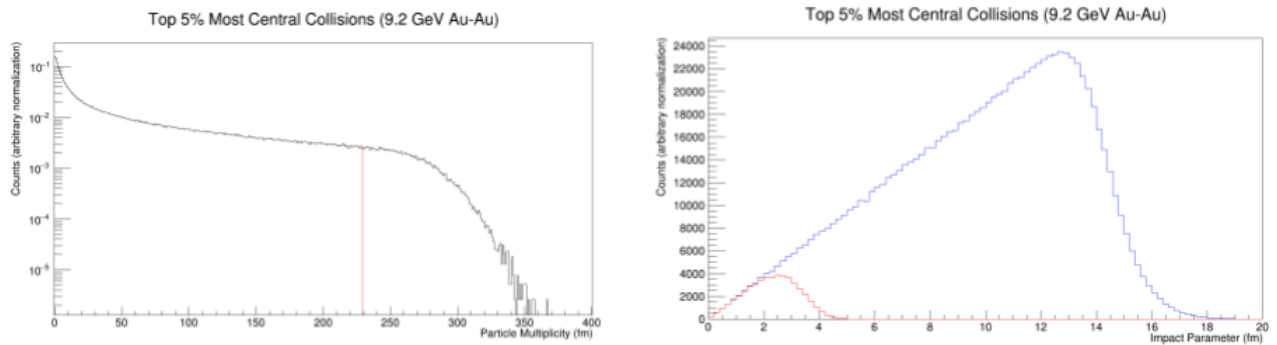 Top 5% Most Central Collisions (9.2 GeV Au-Au)
Counts (arbitrary normalization)
10⁻¹
10⁻²
10⁻³
10⁻⁴
10⁻⁵
0 50 100 150 200 250 300 350 400
Particle Multiplicity (fm)
Top 5% Most Central Collisions (9.2 GeV Au-Au)
Counts (arbitrary normalization)
24000
22000
20000
18000
16000
14000
12000
10000
8000
6000
4000
2000
0
0 2 4 6 8 10 12 14 16 18 20
Impact Parameter (fm)